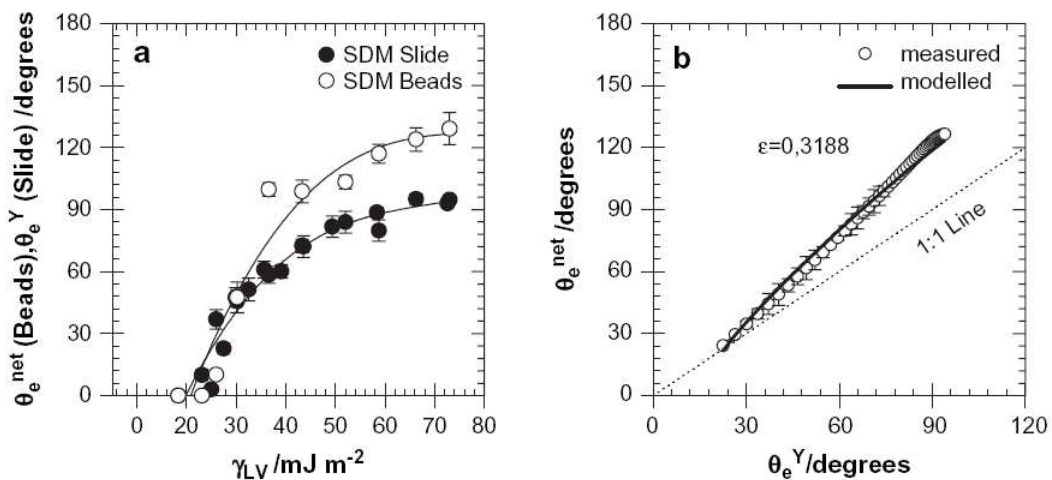 a
SDM Slide
SDM Beads
180
150
120
90
60
30
0
0 10 20 30 40 50 60 70 80
θe^net (Beads),θe^Y (Slide) /degrees
γLV /mJ m-2
b
measured
modelled
ε=0,3188
1:1 Line
180
150
120
90
60
30
0
0 30 60 90 120
θe^net /degrees
θe^Y/degrees